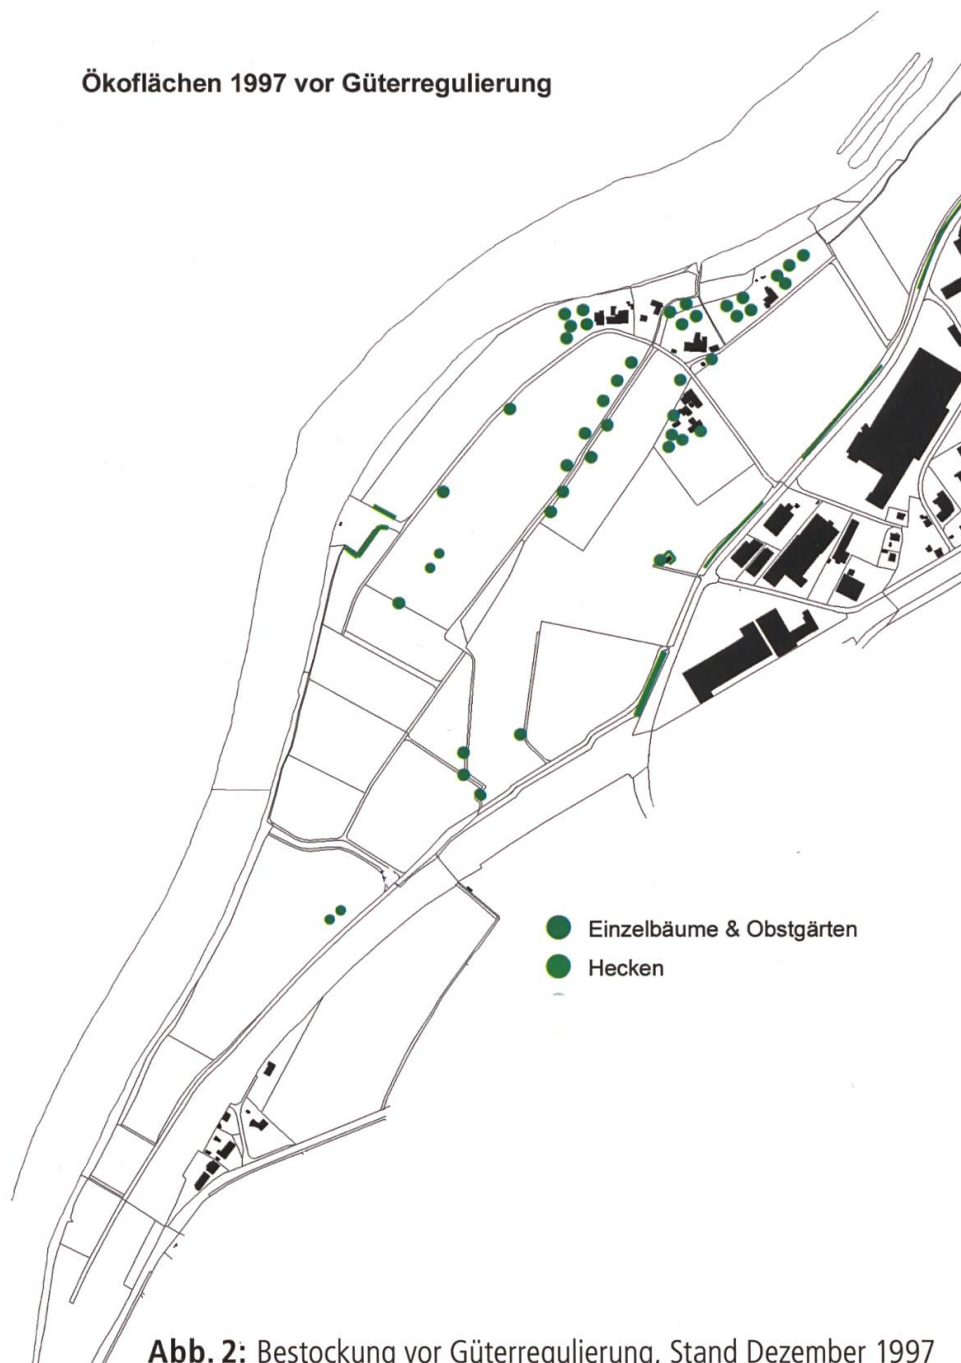 Ökoflächen 1997 vor Güterregulierung
Einzelbäume & Obstgärten
Hecken
Abb. 2: Bestockung vor Güterregulierung, Stand Dezember 1997